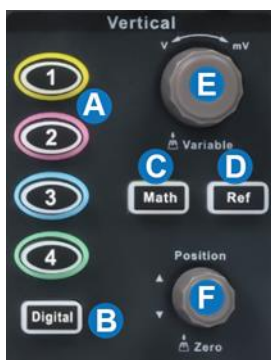 Vertical
V mV
1
A
E
Variable
2
C
D
3
Math
Ref
4
Position
F
Digital
B
Zero